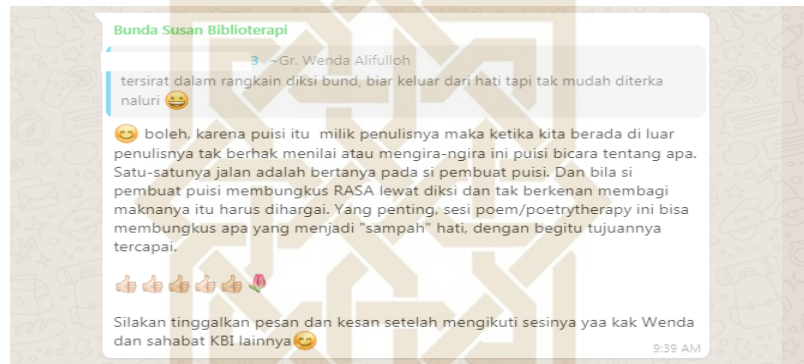 Bunda Susan Biblioterapi
3 ~Gr. Wenda Alifulloh
tersirat dalam rangkain diksi bund, biar keluar dari hati tapi tak mudah diterka
naluri 😄
😊 boleh, karena puisi itu milik penulisnya maka ketika kita berada di luar
penulisnya tak berhak menilai atau mengira-ngira ini puisi bicara tentang apa.
Satu-satunya jalan adalah bertanya pada si pembuat puisi. Dan bila si
pembuat puisi membungkus RASA lewat diksi dan tak berkenan membagi
maknanya itu harus dihargai. Yang penting, sesi poem/poetrytherapy ini bisa
membungkus apa yang menjadi "sampah" hati, dengan begitu tujuannya
tercapai.
👍🏻👍🏻👍🏼👍🏼👍🏽🌷
Silakan tinggalkan pesan dan kesan setelah mengikuti sesinya yaa kak Wenda
dan sahabat KBI lainnya😊
9:39 AM